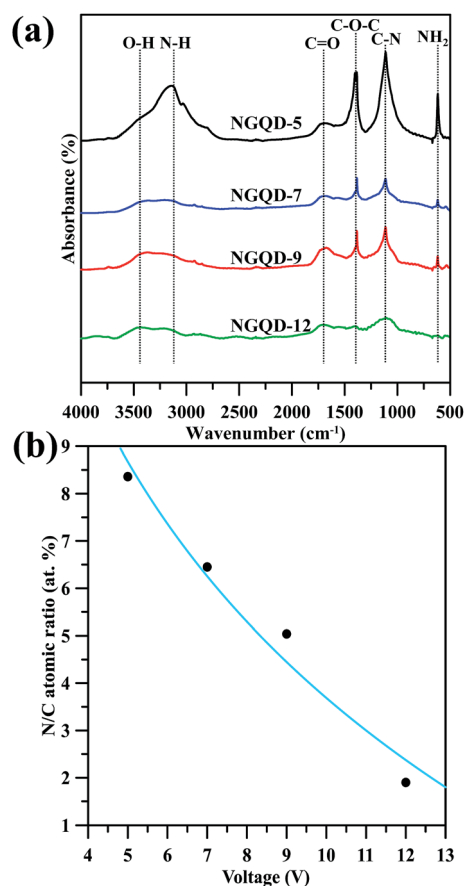 (a)
C-O-C
O-H N-H C=O C-N NH2
NGQD-5
NGQD-7
NGQD-9
NGQD-12
Absorbance (%)
4000 3500 3000 2500 2000 1500 1000 500
Wavenumber (cm-1)
(b)
9
8
7
6
5
4
3
2
1
N/C atomic ratio (at. %)
4 5 6 7 8 9 10 11 12 13
Voltage (V)